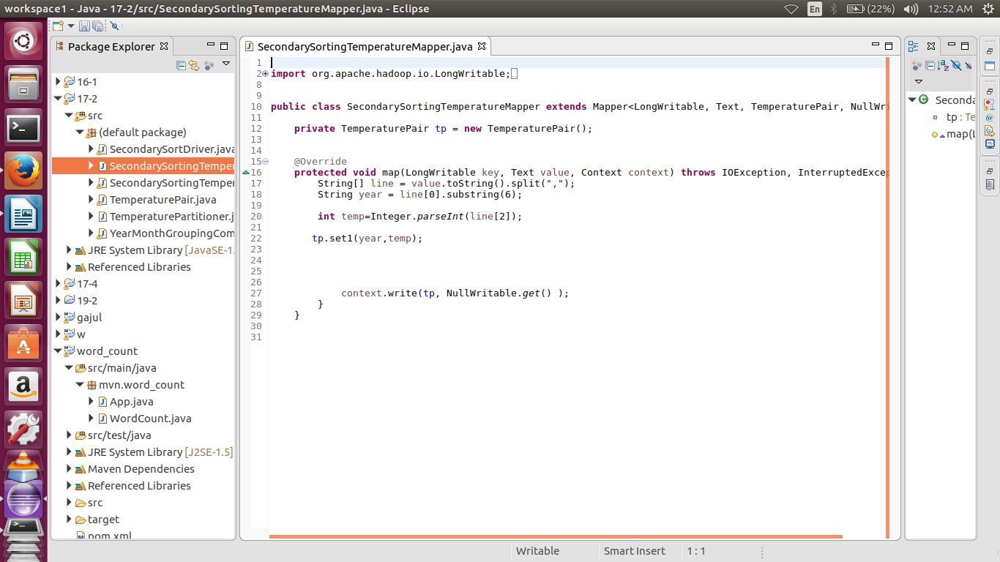 workspace1 - Java - 17-2/src/SecondarySortingTemperatureMapper.java - Eclipse
En
(22%)
12:52 AM
Package Explorer
16-1
17-2
src
(default package)
SecondarySortDriver.java
SecondarySortingTemper
SecondarySortingTemper
TemperaturePair.java
TemperaturePartitioner.j
YearMonthGroupingCom
JRE System Library [JavaSE-1.
Referenced Libraries
17-4
19-2
gajul
w
word_count
src/main/java
mvn.word_count
App.java
WordCount.java
src/test/java
JRE System Library [J2SE-1.5]
Maven Dependencies
Referenced Libraries
src
target
pom.xml
SecondarySortingTemperatureMapper.java
1
2 import org.apache.hadoop.io.LongWritable;
8
9
10 public class SecondarySortingTemperatureMapper extends Mapper<LongWritable, Text, TemperaturePair, NullWri
11
12 private TemperaturePair tp = new TemperaturePair();
13
14
15 @Override
16 protected void map(LongWritable key, Text value, Context context) throws IOException, InterruptedExcep
17 String[] line = value.toString().split(",");
18 String year = line[0].substring(6);
19
20 int temp=Integer.parseInt(line[2]);
21
22 tp.set1(year,temp);
23
24
25
26
27 context.write(tp, NullWritable.get() );
28 }
29 }
30
31
Seconda
tp : Te
map(L
Writable
Smart Insert
1 : 1